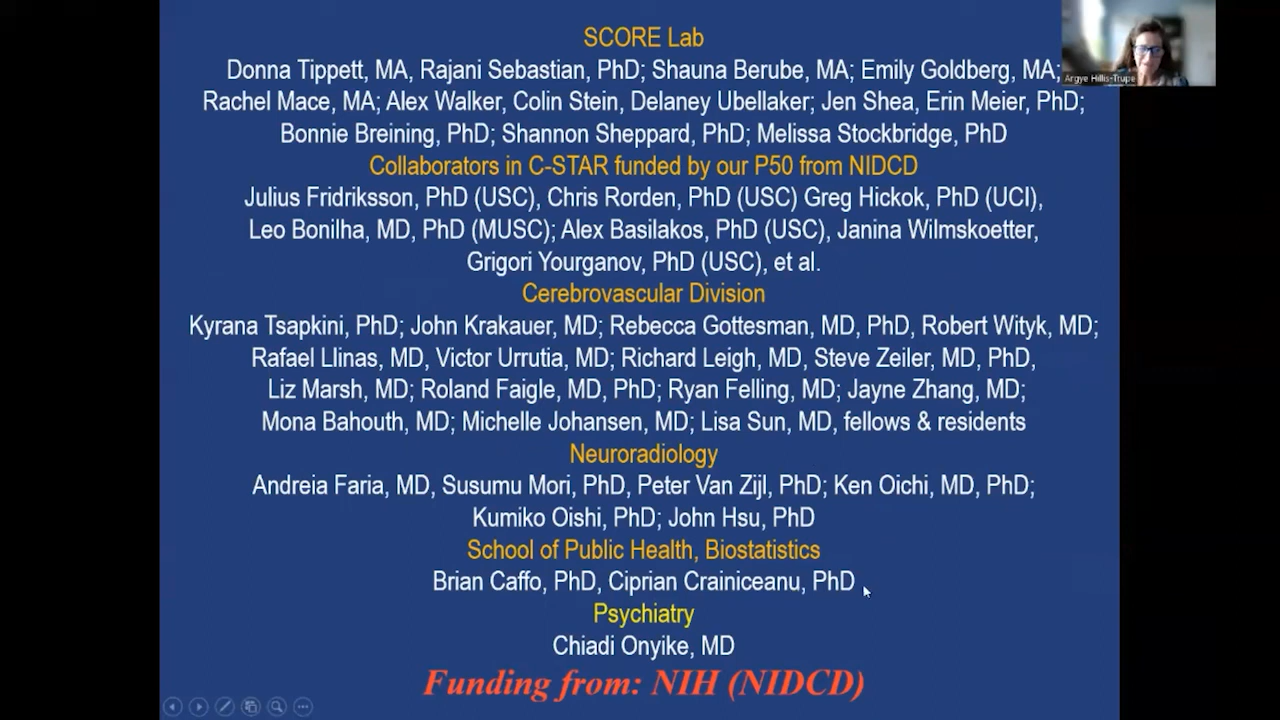 SCORE Lab
Donna Tippett, MA, Rajani Sebastian, PhD; Shauna Berube, MA; Emily Goldberg, MA;
Rachel Mace, MA; Alex Walker, Colin Stein, Delaney Ubellaker; Jen Shea, Erin Meier, PhD;
Bonnie Breining, PhD; Shannon Sheppard, PhD; Melissa Stockbridge, PhD
Collaborators in C-STAR funded by our P50 from NIDCD
Julius Fridriksson, PhD (USC), Chris Rorden, PhD (USC) Greg Hickok, PhD (UCI),
Leo Bonilha, MD, PhD (MUSC); Alex Basilakos, PhD (USC), Janina Wilmskoetter,
Grigori Yourganov, PhD (USC), et al.
Cerebrovascular Division
Kyrana Tsapkini, PhD; John Krakauer, MD; Rebecca Gottesman, MD, PhD, Robert Wityk, MD;
Rafael Llinas, MD, Victor Urrutia, MD; Richard Leigh, MD, Steve Zeiler, MD, PhD,
Liz Marsh, MD; Roland Faigle, MD, PhD; Ryan Felling, MD; Jayne Zhang, MD;
Mona Bahouth, MD; Michelle Johansen, MD; Lisa Sun, MD, fellows & residents
Neuroradiology
Andreia Faria, MD, Susumu Mori, PhD, Peter Van Zijl, PhD; Ken Oichi, MD, PhD;
Kumiko Oishi, PhD; John Hsu, PhD
School of Public Health, Biostatistics
Brian Caffo, PhD, Ciprian Crainiceanu, PhD
Psychiatry
Chiadi Onyike, MD
Funding from: NIH (NIDCD)
Argye Hillis-Trupe